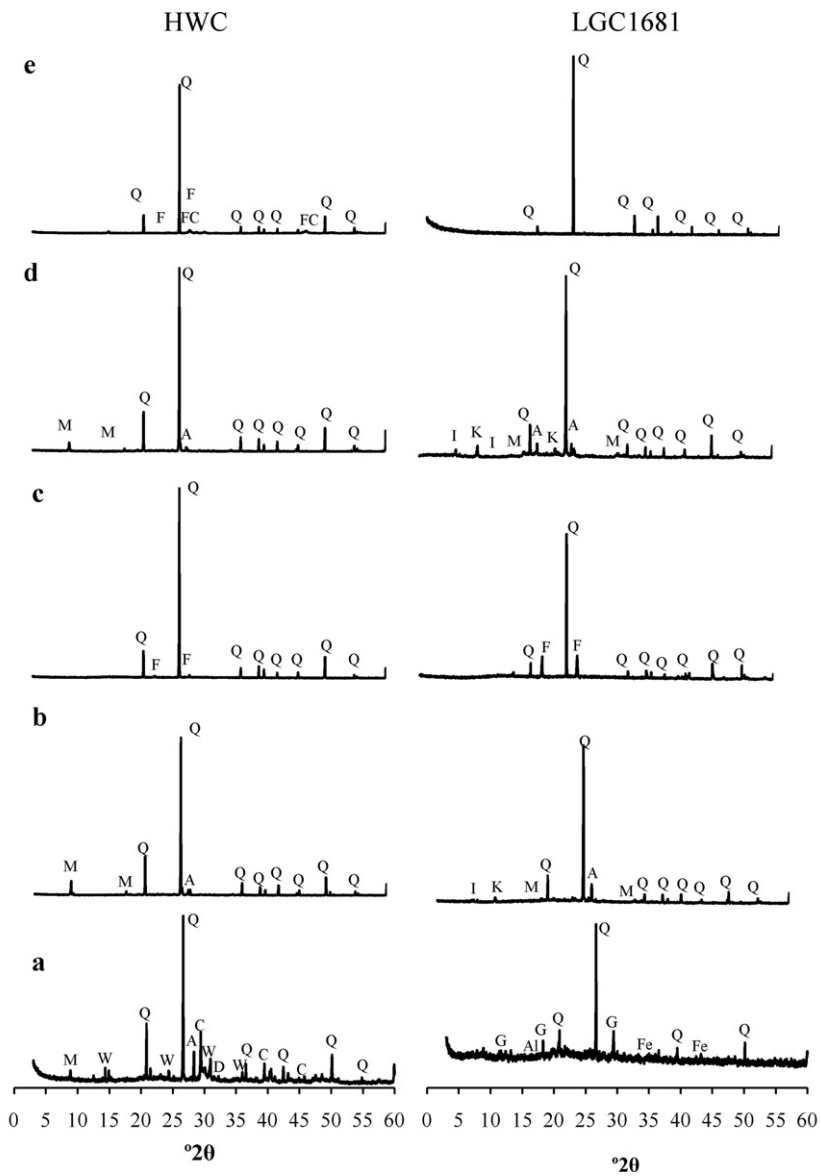 HWC LGC1681
e
Q Q
Q F F FC Q Q Q FC Q Q
Q Q Q Q Q Q
d
Q Q
M M Q A Q Q Q Q Q Q
I K I M Q A K A M Q Q Q Q Q Q
c
Q Q
Q F F Q Q Q Q Q Q
Q F F Q Q Q Q Q Q
b
Q Q
M M Q A Q Q Q Q Q Q
I K M Q A M Q Q Q Q Q Q
a
Q Q
M W Q W A C W D W Q C Q C Q Q
G Al G Q G Fe Q Fe Q
0 5 10 15 20 25 30 35 40 45 50 55 60
0 5 10 15 20 25 30 35 40 45 50 55 60
°2θ
°2θ